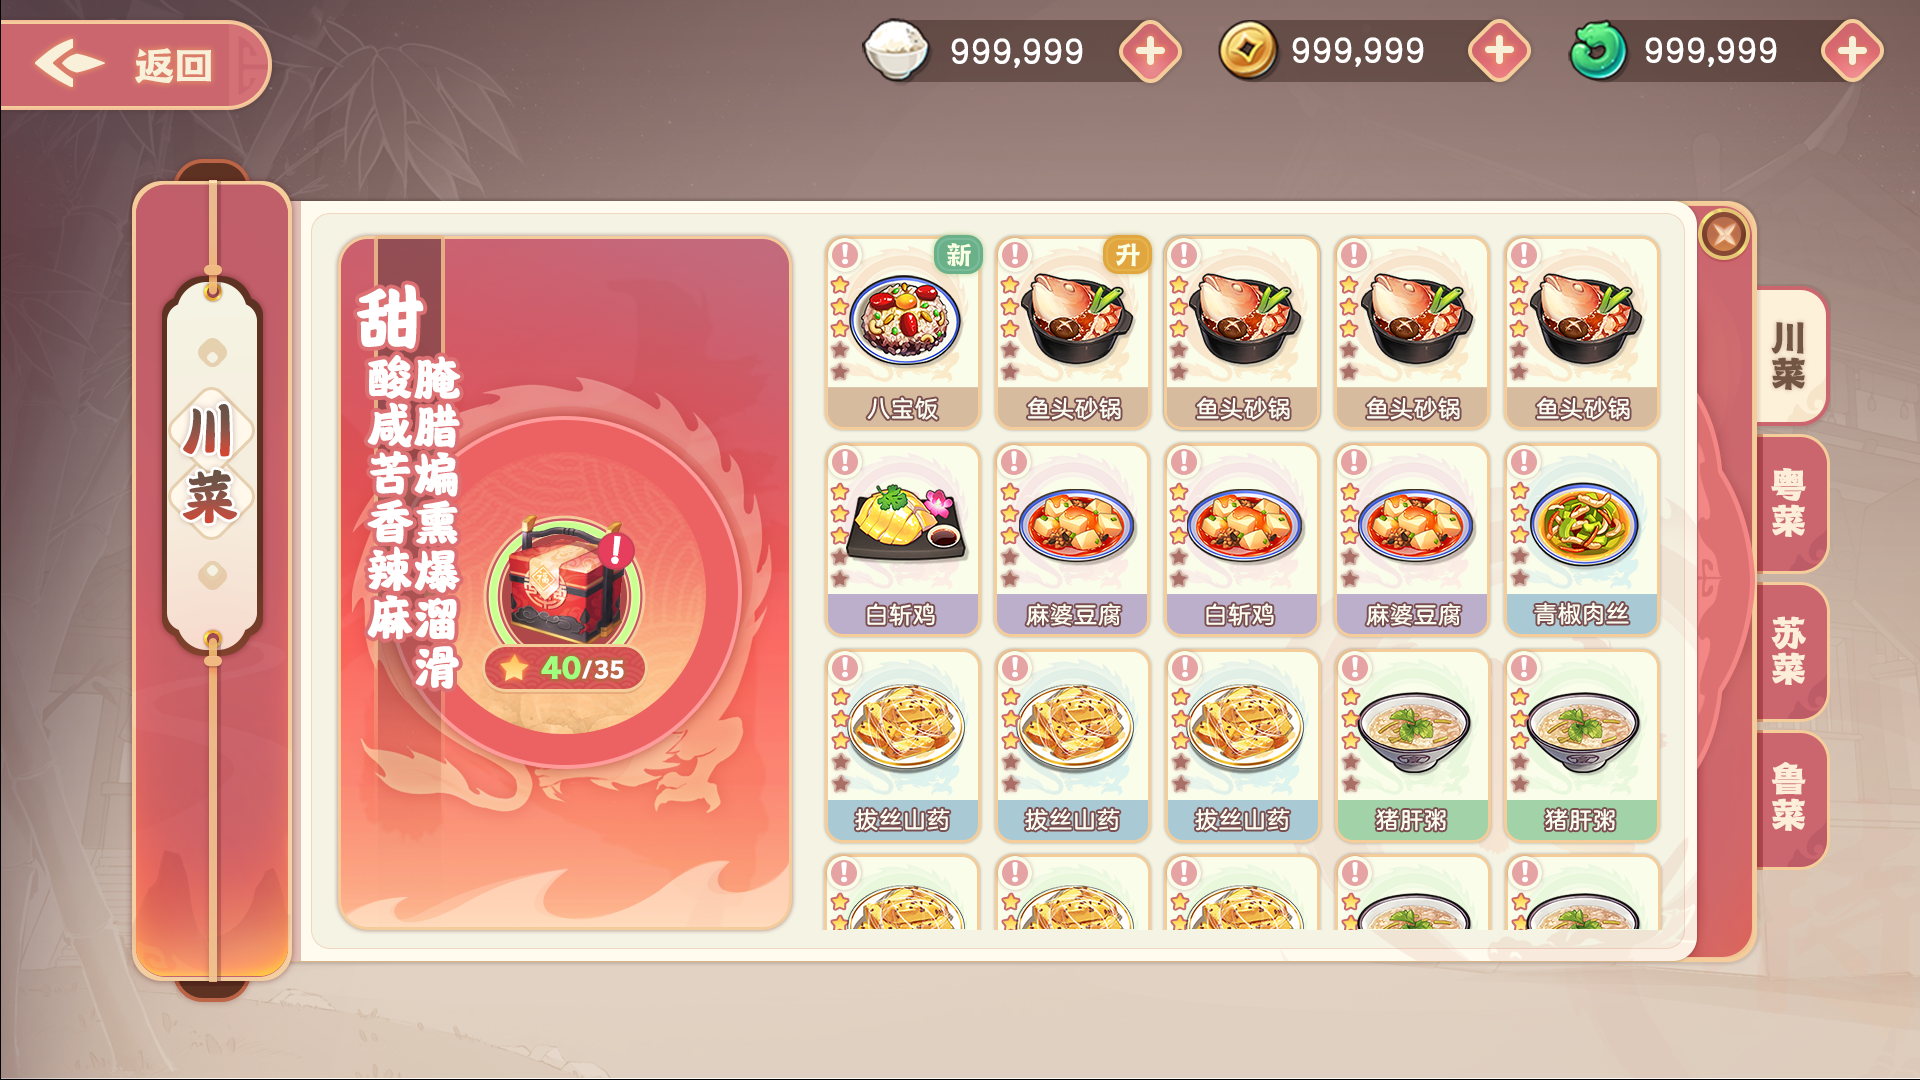 返回
999,999
999,999
999,999
川菜
甜
酸咸苦香辣麻
腌腊煸熏爆溜滑
40/35
新
升
八宝饭
鱼头砂锅
鱼头砂锅
鱼头砂锅
鱼头砂锅
白斩鸡
麻婆豆腐
白斩鸡
麻婆豆腐
青椒肉丝
拔丝山药
拔丝山药
拔丝山药
猪肝粥
猪肝粥
川菜
粤菜
苏菜
鲁菜